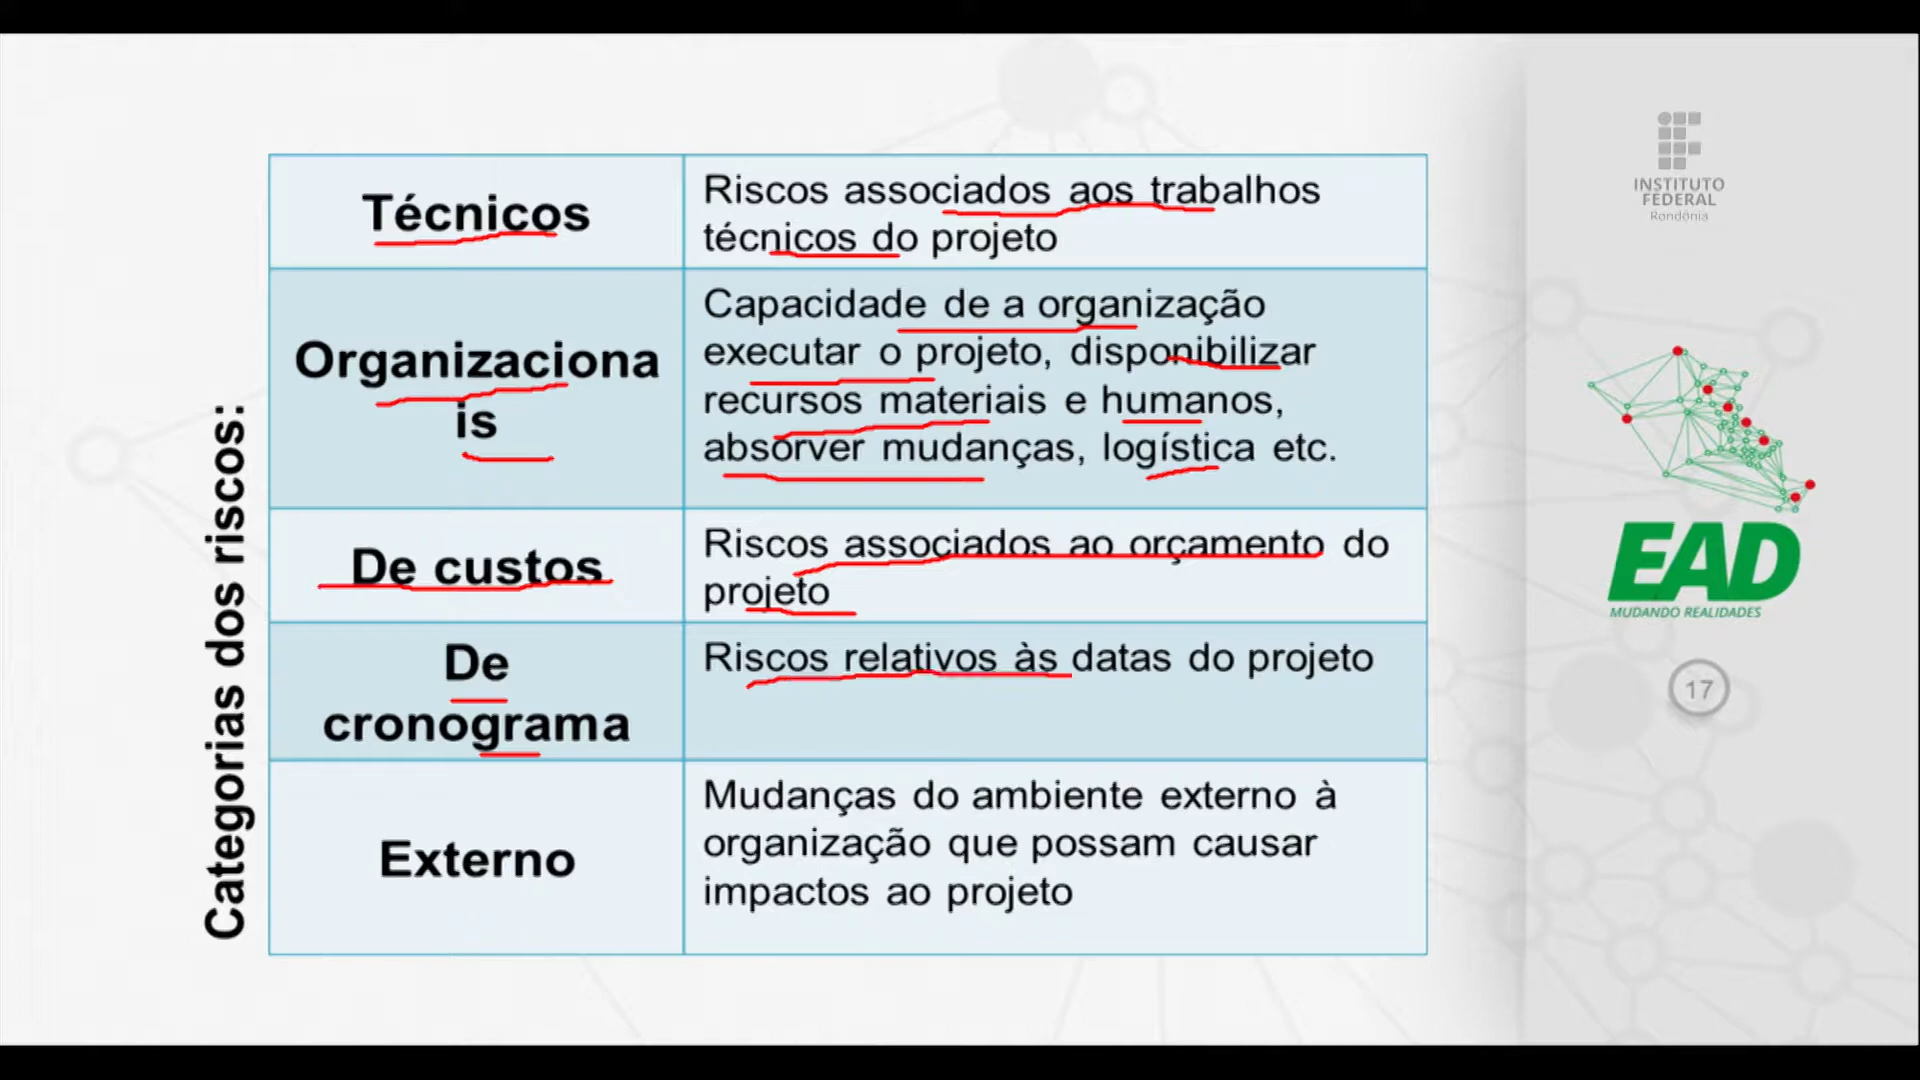 Categorias dos riscos:
Técnicos
Riscos associados aos trabalhos
técnicos do projeto
Organizaciona
is
Capacidade de a organização
executar o projeto, disponibilizar
recursos materiais e humanos,
absorver mudanças, logística etc.
De custos
Riscos associados ao orçamento do
projeto
De
cronograma
Riscos relativos às datas do projeto
Externo
Mudanças do ambiente externo à
organização que possam causar
impactos ao projeto
INSTITUTO
FEDERAL
Rondônia
EAD
MUDANDO REALIDADES
17